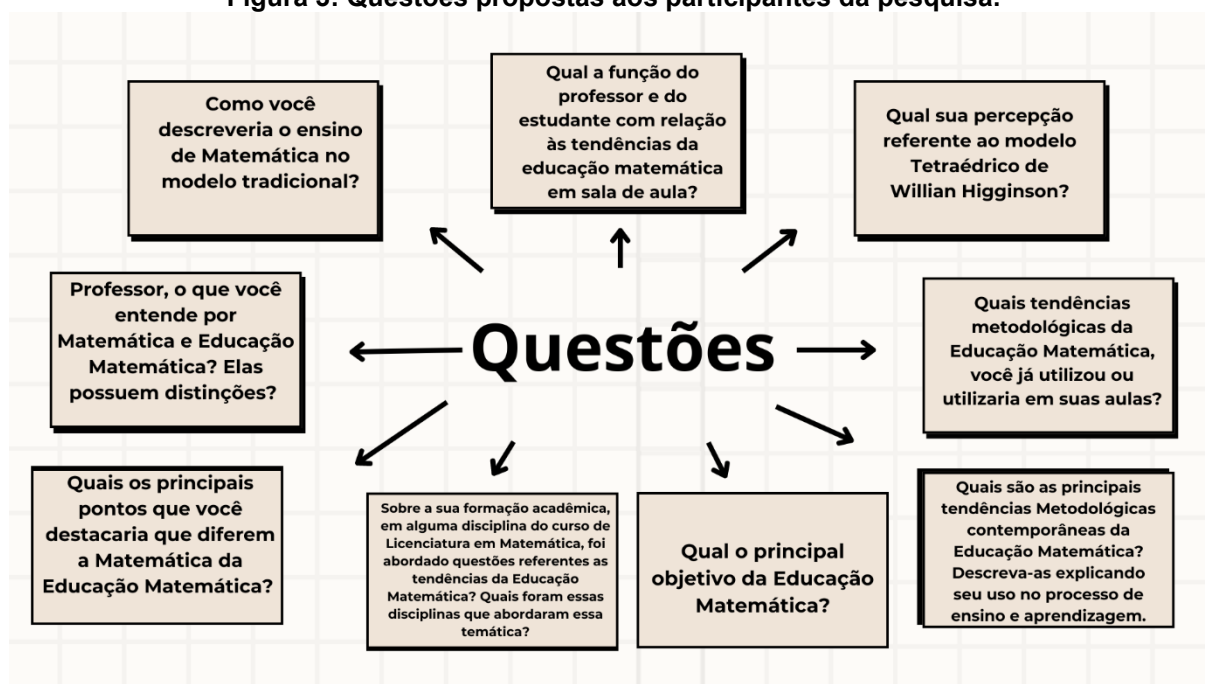 Figura 3: Questões propostas aos participantes da pesquisa.
Como você
descreveria o ensino
de Matemática no
modelo tradicional?
Qual a função do
professor e do
estudante com relação
às tendências da
educação matemática
em sala de aula?
Qual sua percepção
referente ao modelo
Tetraédrico de
Willian Higginson?
Professor, o que você
entende por
Matemática e Educação
Matemática? Elas
possuem distinções?
Questões
Quais tendências
metodológicas da
Educação Matemática,
você já utilizou ou
utilizaria em suas aulas?
Quais os principais
pontos que você
destacaria que diferem
a Matemática da
Educação Matemática?
Sobre a sua formação acadêmica,
em alguma disciplina do curso de
Licenciatura em Matemática, foi
abordado questões referentes as
tendências da Educação
Matemática? Quais foram essas
disciplinas que abordaram essa
temática?
Qual o principal
objetivo da Educação
Matemática?
Quais são as principais
tendências Metodológicas
contemporâneas da
Educação Matemática?
Descreva-as explicando
seu uso no processo de
ensino e aprendizagem.